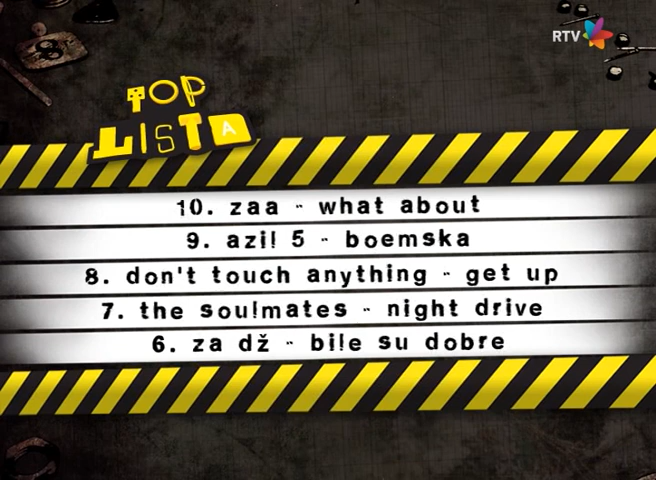 RTV
TOP
LISTA
10. zaa - what about
9. azil 5 - boemska
8. don't touch anything - get up
7. the soulmates - night drive
6. za dž - bile su dobre